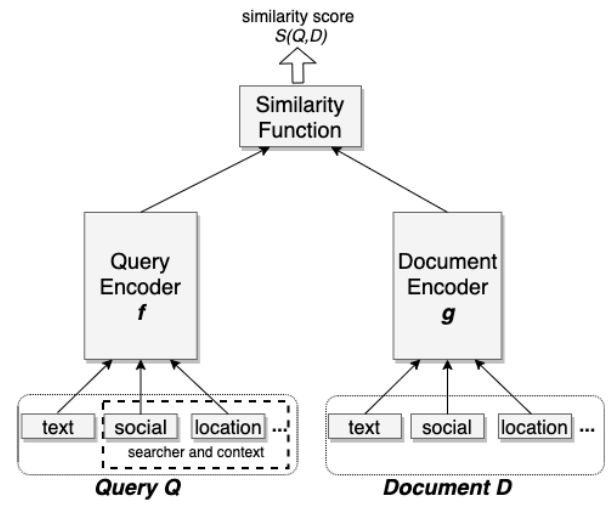 similarity score
S(Q,D)
Similarity
Function
Query
Encoder
f
Document
Encoder
g
text
social
location
...
searcher and context
Query Q
text
social
location
...
Document D